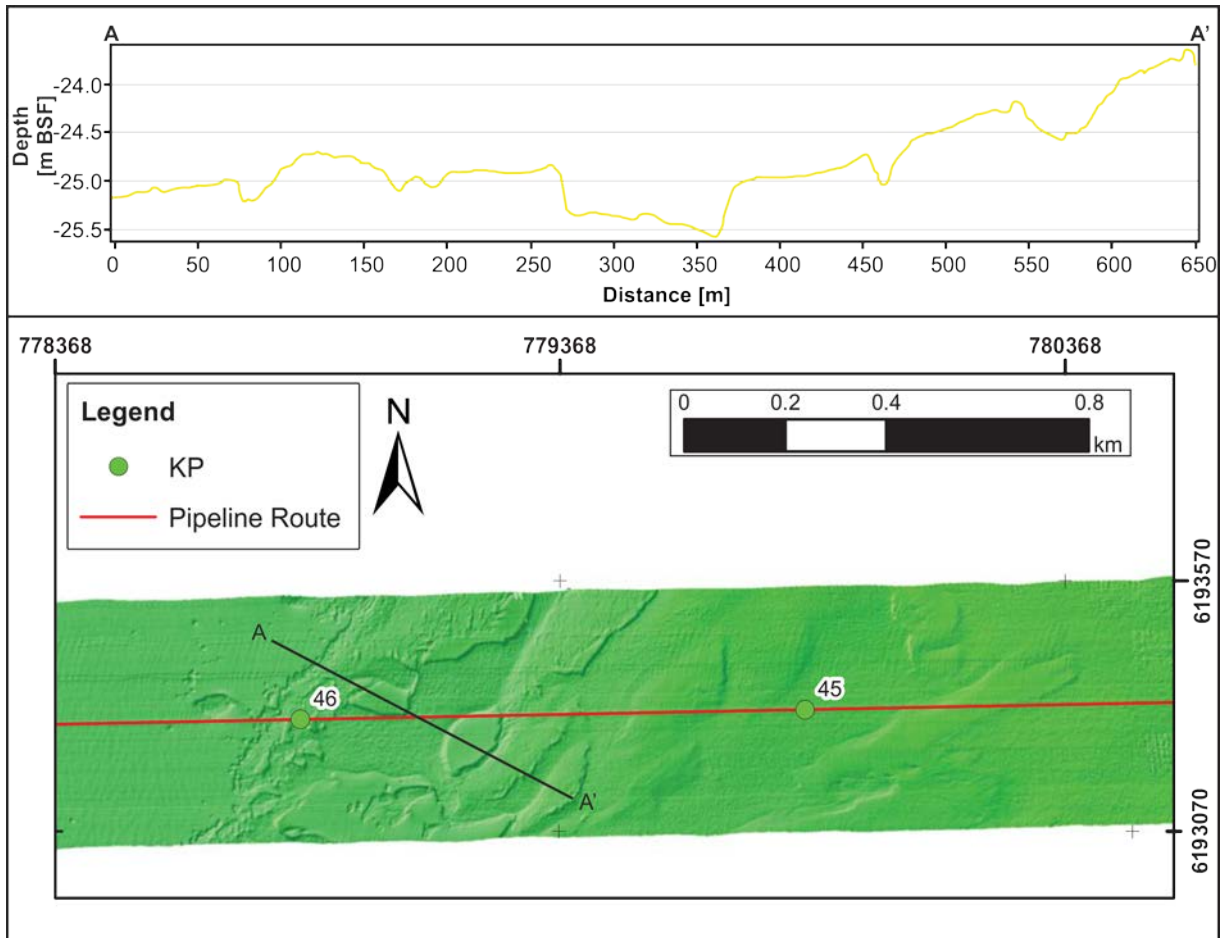 A A'
Depth
[m BSF]
-24.0
-24.5
-25.0
-25.5
0 50 100 150 200 250 300 350 400 450 500 550 600 650
Distance [m]
778368 779368 780368
Legend
KP
Pipeline Route
N
0 0.2 0.4 0.8
km
6193570
A
46
45
A'
6193070